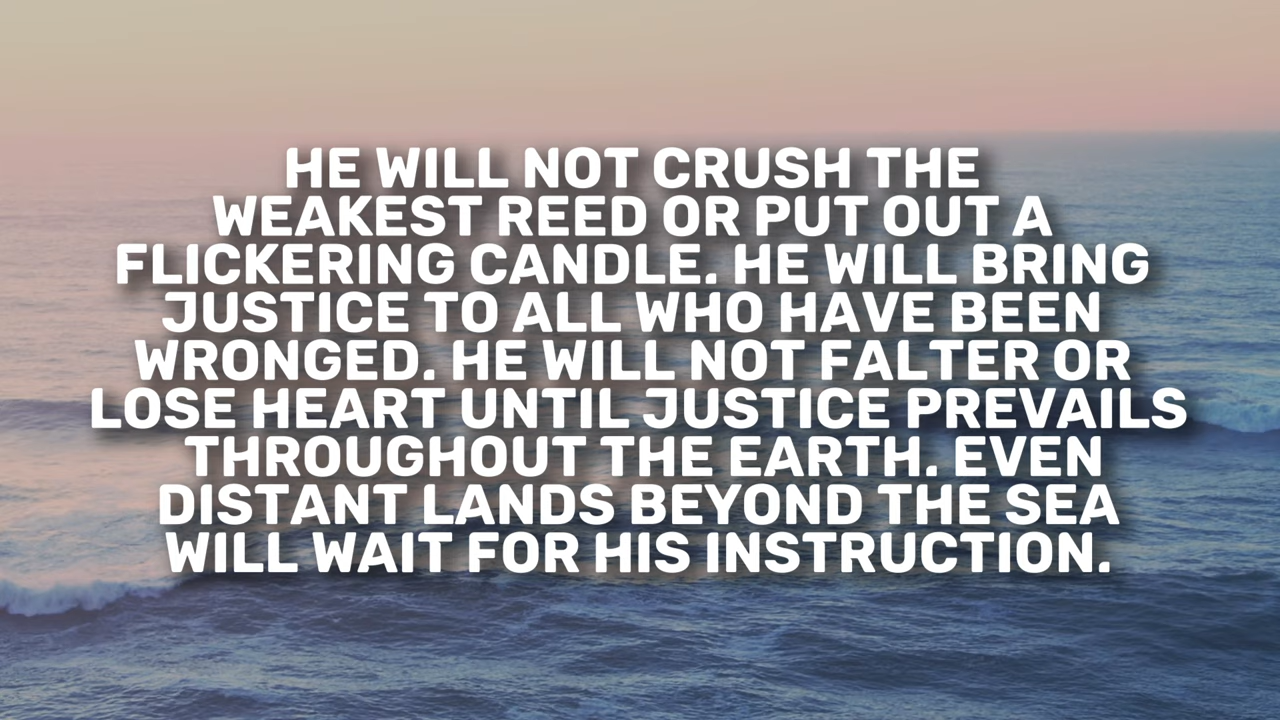 HE WILL NOT CRUSH THE
WEAKEST REED OR PUT OUT A
FLICKERING CANDLE. HE WILL BRING
JUSTICE TO ALL WHO HAVE BEEN
WRONGED. HE WILL NOT FALTER OR
LOSE HEART UNTIL JUSTICE PREVAILS
THROUGHOUT THE EARTH. EVEN
DISTANT LANDS BEYOND THE SEA
WILL WAIT FOR HIS INSTRUCTION.